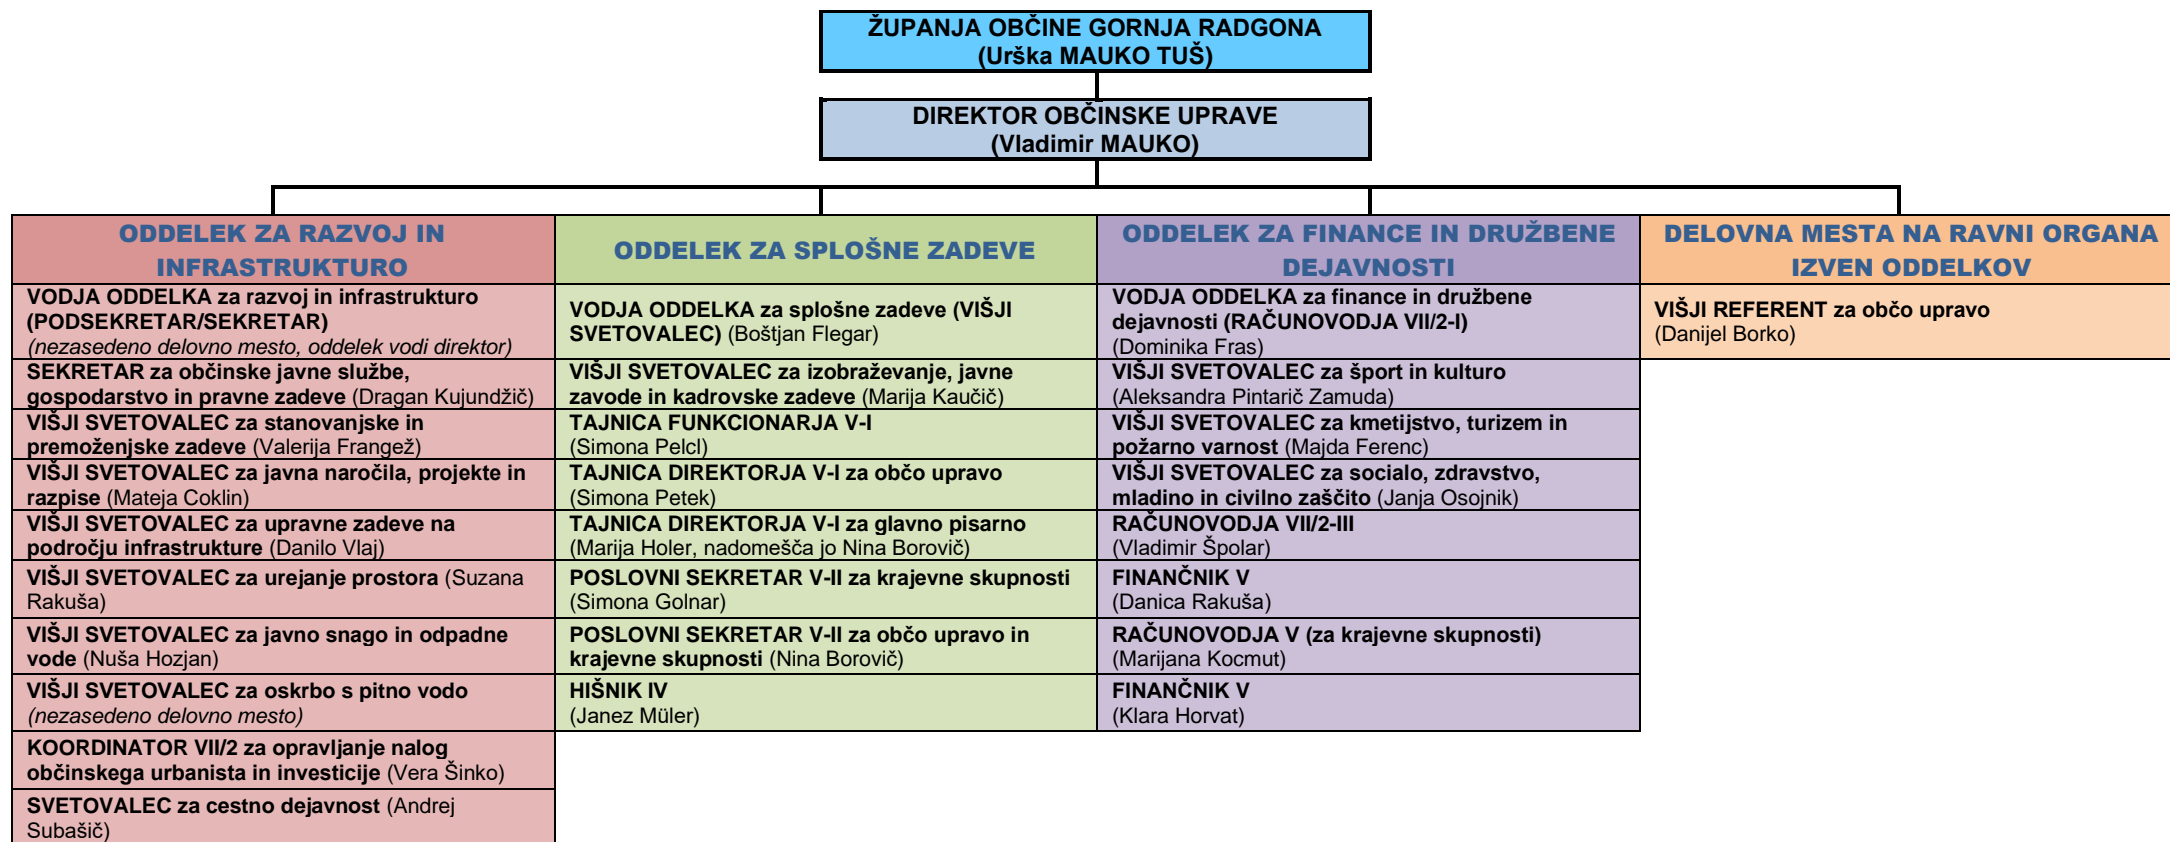 ŽUPANJA OBČINE GORNJA RADGONA
(Urška MAUKO TUŠ)
DIREKTOR OBČINSKE UPRAVE
(Vladimir MAUKO)
ODDELEK ZA RAZVOJ IN
INFRASTRUKTURO
VODJA ODDELKA za razvoj in infrastrukturo
(PODSEKRETAR/SEKRETAR)
(nezasedeno delovno mesto, oddelek vodi direktor)
SEKRETAR za občinske javne službe,
gospodarstvo in pravne zadeve (Dragan Kujundžič)
VIŠJI SVETOVALEC za stanovanjske in
premoženjske zadeve (Valerija Frangež)
VIŠJI SVETOVALEC za javna naročila, projekte in
razpise (Mateja Coklin)
VIŠJI SVETOVALEC za upravne zadeve na
področju infrastrukture (Danilo Vlaj)
VIŠJI SVETOVALEC za urejanje prostora (Suzana
Rakuša)
VIŠJI SVETOVALEC za javno snago in odpadne
vode (Nuša Hozjan)
VIŠJI SVETOVALEC za oskrbo s pitno vodo
(nezasedeno delovno mesto)
KOORDINATOR VII/2 za opravljanje nalog
občinskega urbanista in investicije (Vera Šinko)
SVETOVALEC za cestno dejavnost (Andrej
Subašič)
ODDELEK ZA SPLOŠNE ZADEVE
VODJA ODDELKA za splošne zadeve (VIŠJI
SVETOVALEC) (Boštjan Flegar)
VIŠJI SVETOVALEC za izobraževanje, javne
zavode in kadrovske zadeve (Marija Kaučič)
TAJNICA FUNKCIONARJA V-I
(Simona Pelcl)
TAJNICA DIREKTORJA V-I za občo upravo
(Simona Petek)
TAJNICA DIREKTORJA V-I za glavno pisarno
(Marija Holer, nadomešča jo Nina Borovič)
POSLOVNI SEKRETAR V-II za krajevne skupnosti
(Simona Golnar)
POSLOVNI SEKRETAR V-II za občo upravo in
krajevne skupnosti (Nina Borovič)
HIŠNIK IV
(Janez Müler)
ODDELEK ZA FINANCE IN DRUŽBENE
DEJAVNOSTI
VODJA ODDELKA za finance in družbene
dejavnosti (RAČUNOVODJA VII/2-I)
(Dominika Fras)
VIŠJI SVETOVALEC za šport in kulturo
(Aleksandra Pintarič Zamuda)
VIŠJI SVETOVALEC za kmetijstvo, turizem in
požarno varnost (Majda Ferenc)
VIŠJI SVETOVALEC za socialo, zdravstvo,
mladino in civilno zaščito (Janja Osojnik)
RAČUNOVODJA VII/2-III
(Vladimir Špolar)
FINANČNIK V
(Danica Rakuša)
RAČUNOVODJA V (za krajevne skupnosti)
(Marijana Kocmut)
FINANČNIK V
(Klara Horvat)
DELOVNA MESTA NA RAVNI ORGANA
IZVEN ODDELKOV
VIŠJI REFERENT za občo upravo
(Danijel Borko)